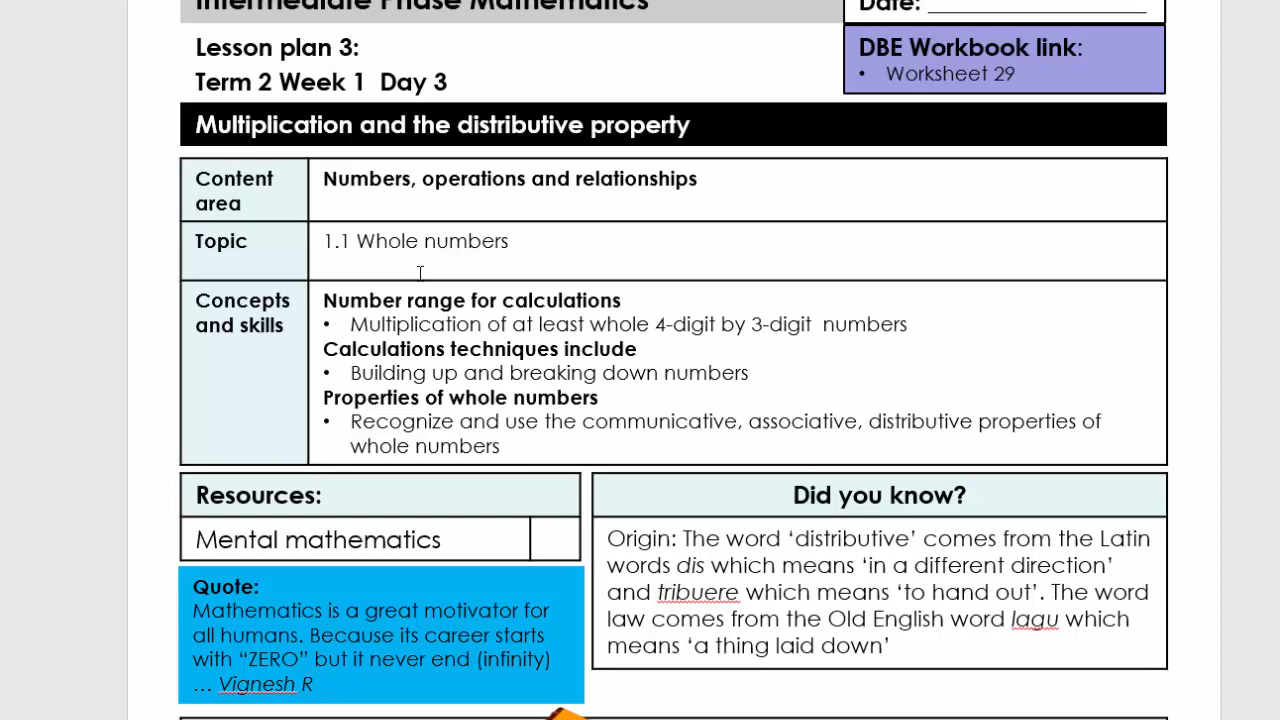 Intermediate Phase Mathematics
Date: ____________________
Lesson plan 3:
Term 2 Week 1  Day 3
DBE Workbook link:
• Worksheet 29
Multiplication and the distributive property
Content
area
Numbers, operations and relationships
Topic
1.1 Whole numbers
Concepts
and skills
Number range for calculations
• Multiplication of at least whole 4-digit by 3-digit  numbers
Calculations techniques include
• Building up and breaking down numbers
Properties of whole numbers
• Recognize and use the communicative, associative, distributive properties of
whole numbers
Resources:
Mental mathematics
Quote:
Mathematics is a great motivator for
all humans. Because its career starts
with “ZERO” but it never end (infinity)
… Vignesh R
Did you know?
Origin: The word ‘distributive’ comes from the Latin
words dis which means ‘in a different direction’
and tribuere which means ‘to hand out’. The word
law comes from the Old English word lagu which
means ‘a thing laid down’